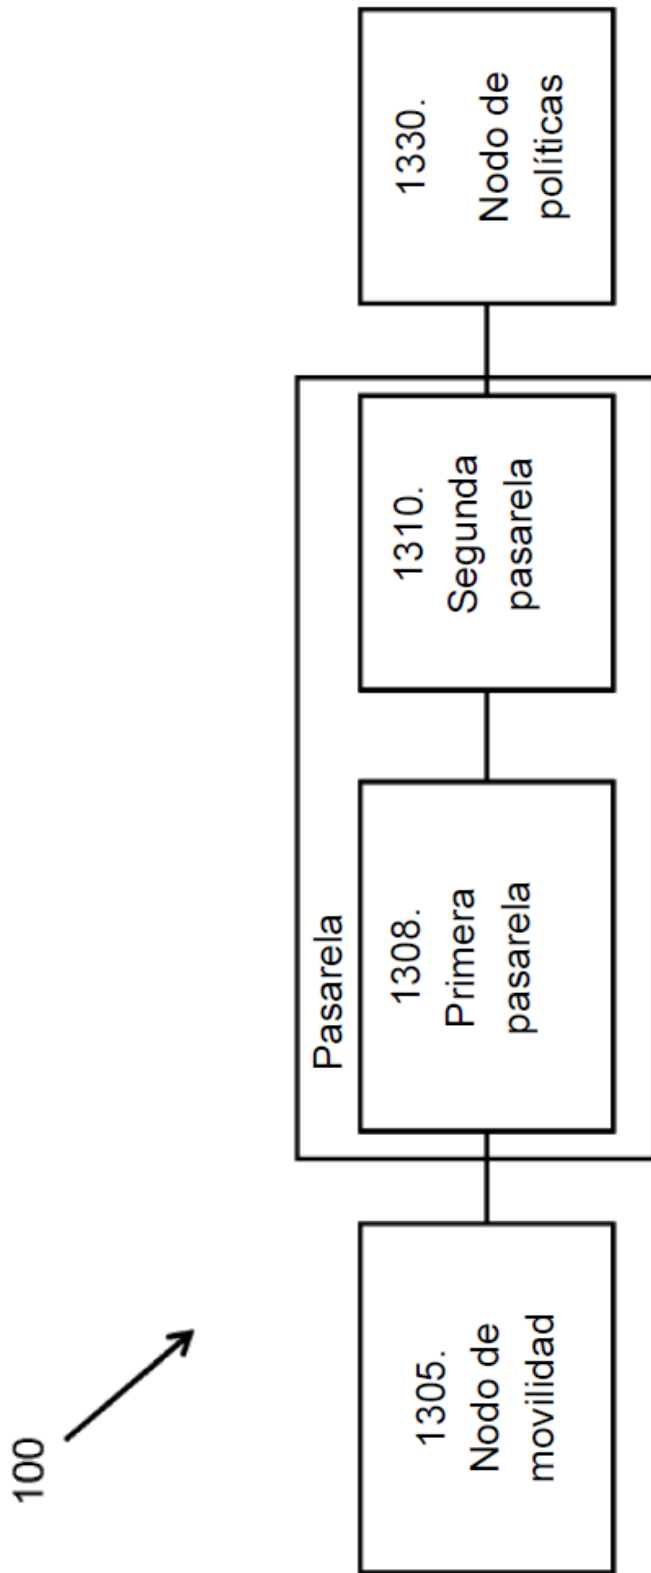 100
1305.
Nodo de
movilidad
Pasarela
1308.
Primera
pasarela
1310.
Segunda
pasarela
1330.
Nodo de
políticas